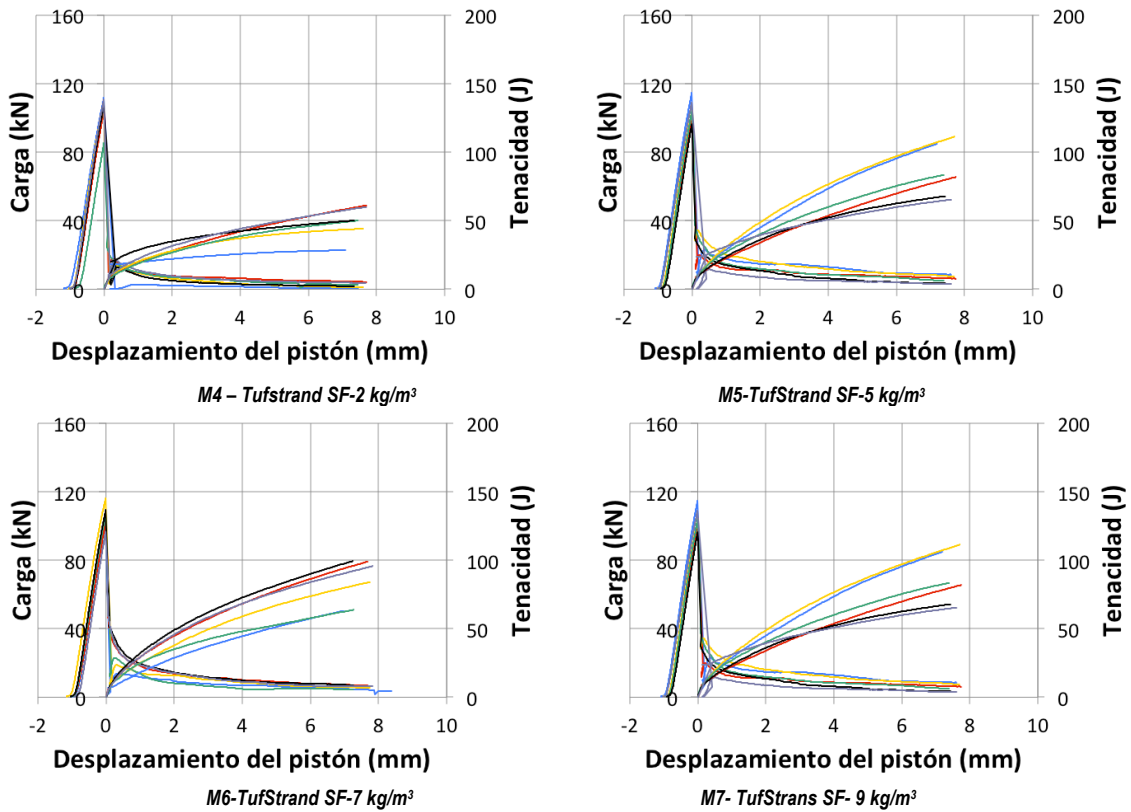 160
120
80
40
0
Carga (kN)
200
150
100
50
0
Tenacidad (J)
-2 0 2 4 6 8 10
Desplazamiento del pistón (mm)
M4 – Tufstrand SF-2 kg/m³
160
120
80
40
0
Carga (kN)
200
150
100
50
0
Tenacidad (J)
-2 0 2 4 6 8 10
Desplazamiento del pistón (mm)
M5-TufStrand SF-5 kg/m³
160
120
80
40
0
Carga (kN)
200
150
100
50
0
Tenacidad (J)
-2 0 2 4 6 8 10
Desplazamiento del pistón (mm)
M6-TufStrand SF-7 kg/m³
160
120
80
40
0
Carga (kN)
200
150
100
50
0
Tenacidad (J)
-2 0 2 4 6 8 10
Desplazamiento del pistón (mm)
M7- TufStrans SF- 9 kg/m³